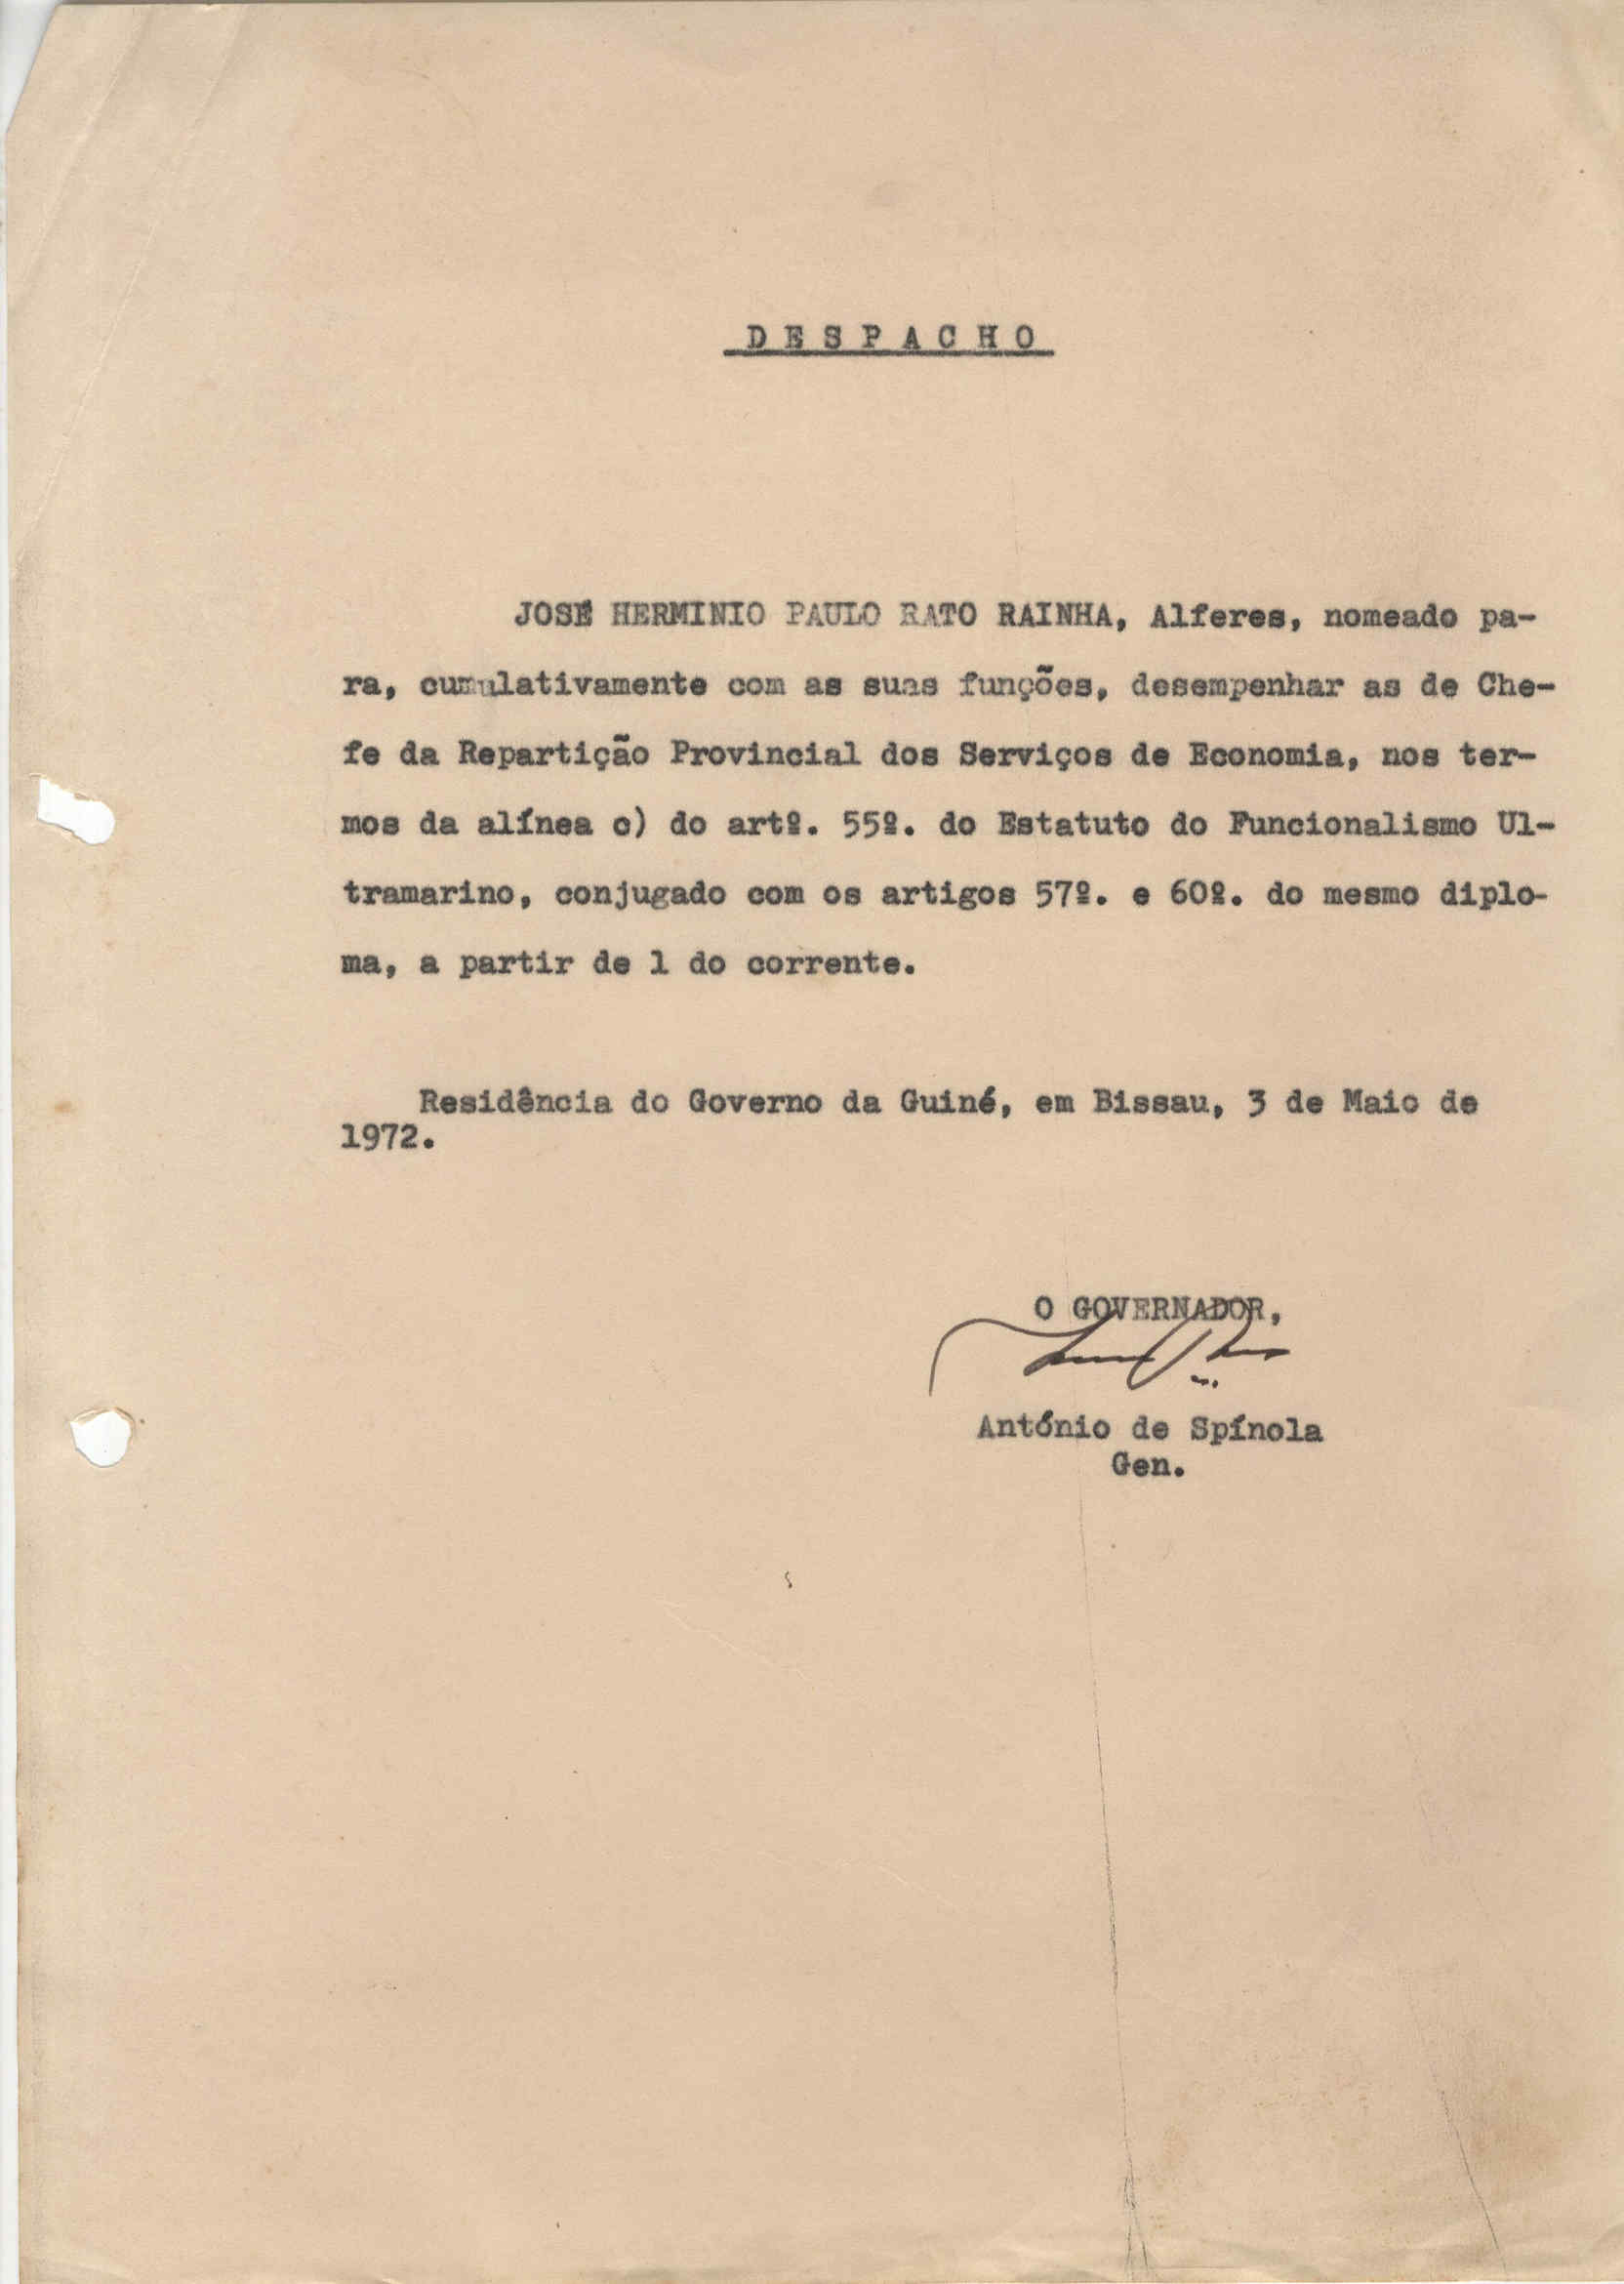 DESPACHO
JOSÉ HERMINIO PAULO RATO RAINHA, Alferes, nomeado pa-
ra, cumulativamente com as suas funções, desempenhar as de Che-
fe da Repartição Provincial dos Serviços de Economia, nos ter-
mos da alínea c) do artº. 55º. do Estatuto do Funcionalismo Ul-
tramarino, conjugado com os artigos 57º. e 60º. do mesmo diplo-
ma, a partir de 1 do corrente.
Residência do Governo da Guiné, em Bissau, 3 de Maio de
1972.
O GOVERNADOR,
António de Spínola
Gen.